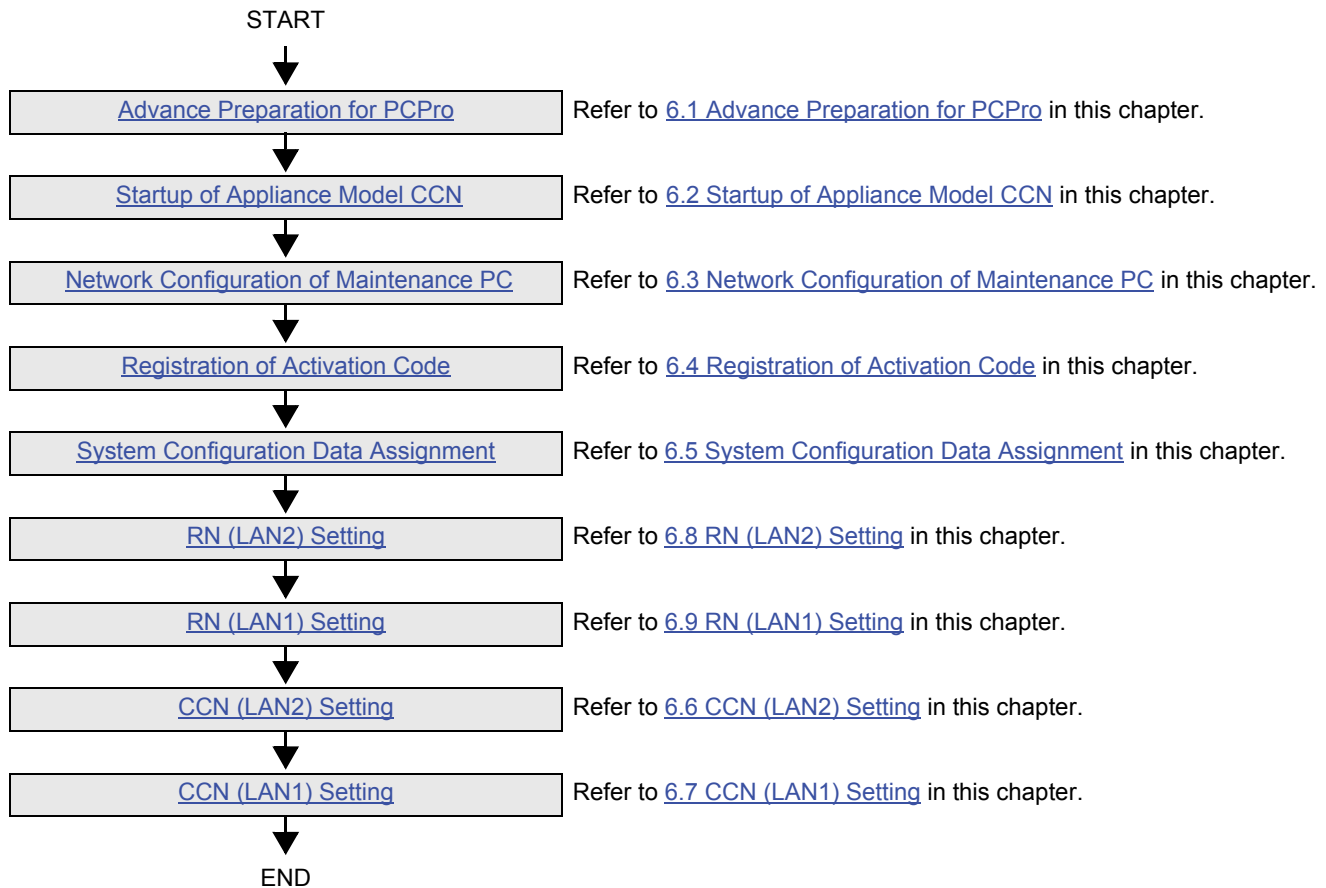 START
Advance Preparation for PCPro Refer to 6.1 Advance Preparation for PCPro in this chapter.
Startup of Appliance Model CCN Refer to 6.2 Startup of Appliance Model CCN in this chapter.
Network Configuration of Maintenance PC Refer to 6.3 Network Configuration of Maintenance PC in this chapter.
Registration of Activation Code Refer to 6.4 Registration of Activation Code in this chapter.
System Configuration Data Assignment Refer to 6.5 System Configuration Data Assignment in this chapter.
RN (LAN2) Setting Refer to 6.8 RN (LAN2) Setting in this chapter.
RN (LAN1) Setting Refer to 6.9 RN (LAN1) Setting in this chapter.
CCN (LAN2) Setting Refer to 6.6 CCN (LAN2) Setting in this chapter.
CCN (LAN1) Setting Refer to 6.7 CCN (LAN1) Setting in this chapter.
END